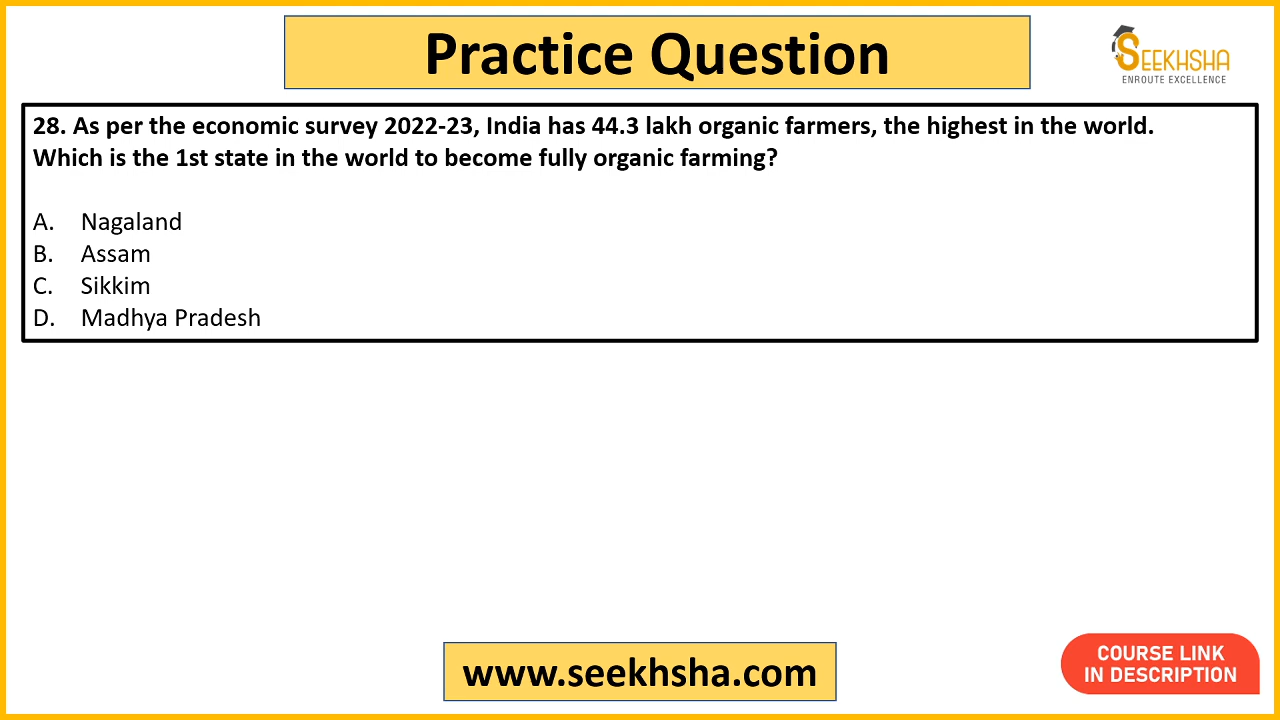 Practice Question
SEEKHSHA
ENROUTE EXCELLENCE
28. As per the economic survey 2022-23, India has 44.3 lakh organic farmers, the highest in the world.
Which is the 1st state in the world to become fully organic farming?
A. Nagaland
B. Assam
C. Sikkim
D. Madhya Pradesh
www.seekhsha.com
COURSE LINK
IN DESCRIPTION